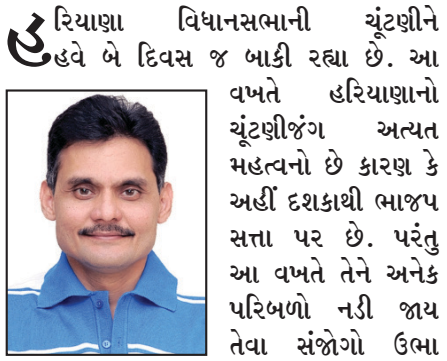 હરિયાણા વિધાનસભાની ચૂંટણીને
હવે બે દિવસ જ બાકી રહ્યા છે. આ
વખતે હરિયાણાનો
ચૂંટણીજંગ અત્યત
મહત્વનો છે કારણ કે
અહીં દશકાથી ભાજપ
સત્તા પર છે. પરંતુ
આ વખતે તેને અનેક
પરિબળો નડી જાય
તેવા સંજોગો ઉભા